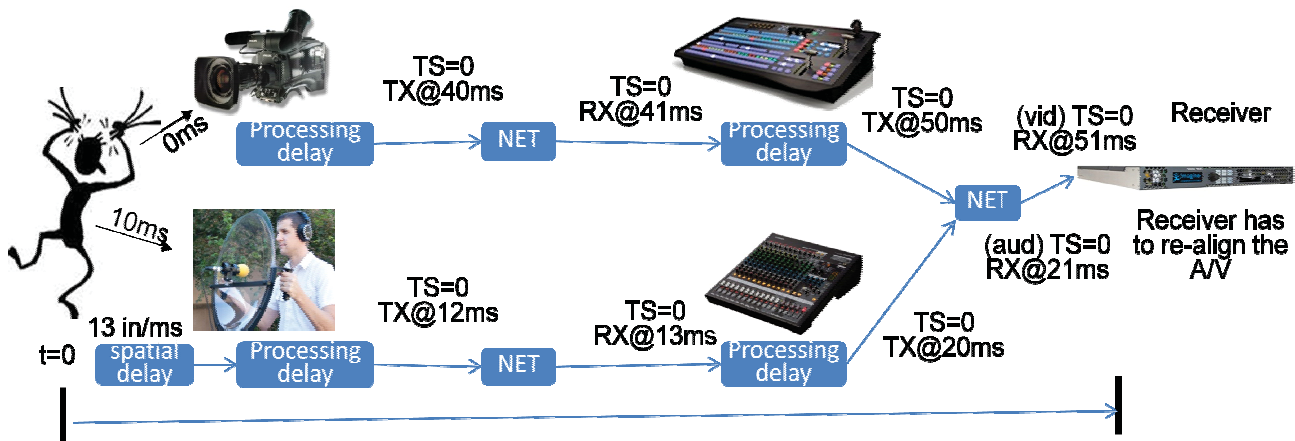 0ms
Processing
delay
TS=0
TX@40ms
NET
TS=0
RX@41ms
Processing
delay
TS=0
TX@50ms
(vid) TS=0
RX@51ms
Receiver
NET
Receiver has
to re-align the
A/V
(aud) TS=0
RX@21ms
10ms
13 in/ms
t=0
spatial
delay
Processing
delay
TS=0
TX@12ms
NET
TS=0
RX@13ms
Processing
delay
TS=0
TX@20ms